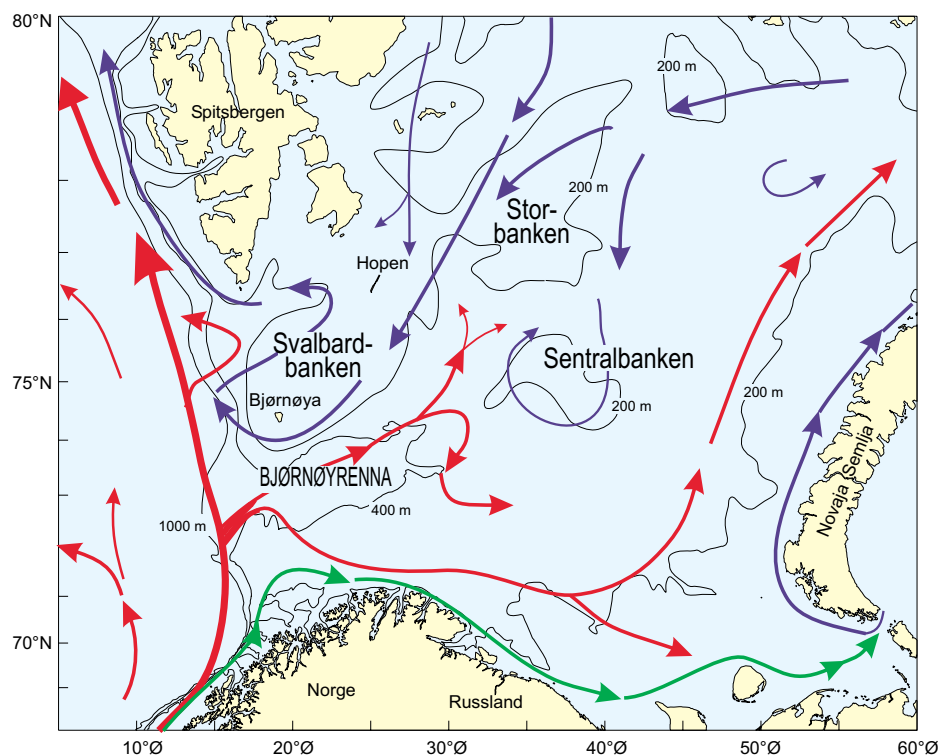 80°N
200 m
Spitsbergen
200 m
Stor-
banken
Hopen
Svalbard-
banken
Sentralbanken
75°N
200 m
Bjørnøya
200 m
BJØRNØYRENNA
Novaja Semlja
400 m
1000 m
70°N
Norge
Russland
10°Ø
20°Ø
30°Ø
40°Ø
50°Ø
60°Ø